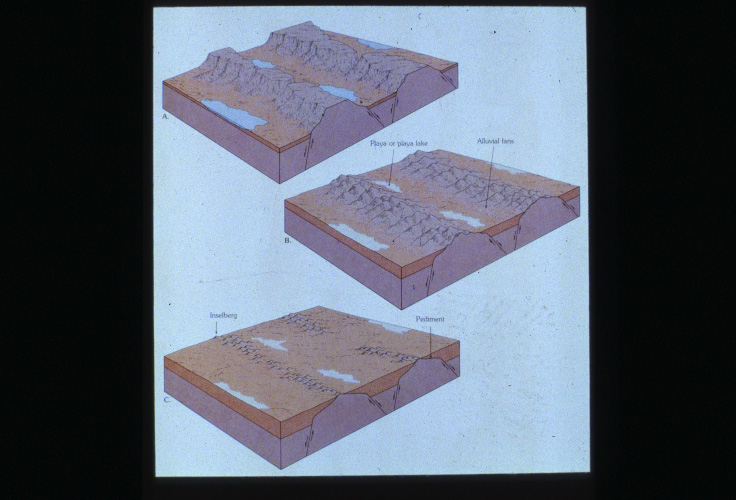 A.
Playa or playa lake
Alluvial fans
B.
Inselberg
Pediment
C.